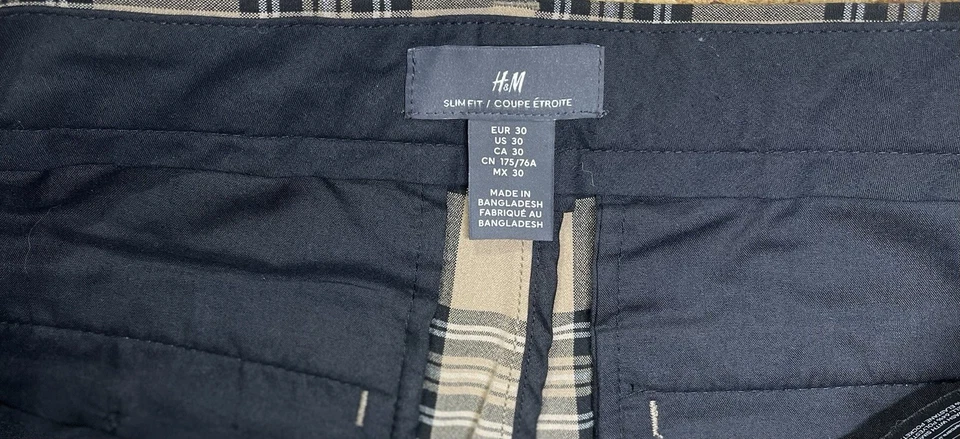 H&M
SLIM FIT / COUPE ÉTROITE
EUR 30
US 30
CA 30
CN 175/76A
MX 30
MADE IN
BANGLADESH
FABRIQUÉ AU
BANGLADESH